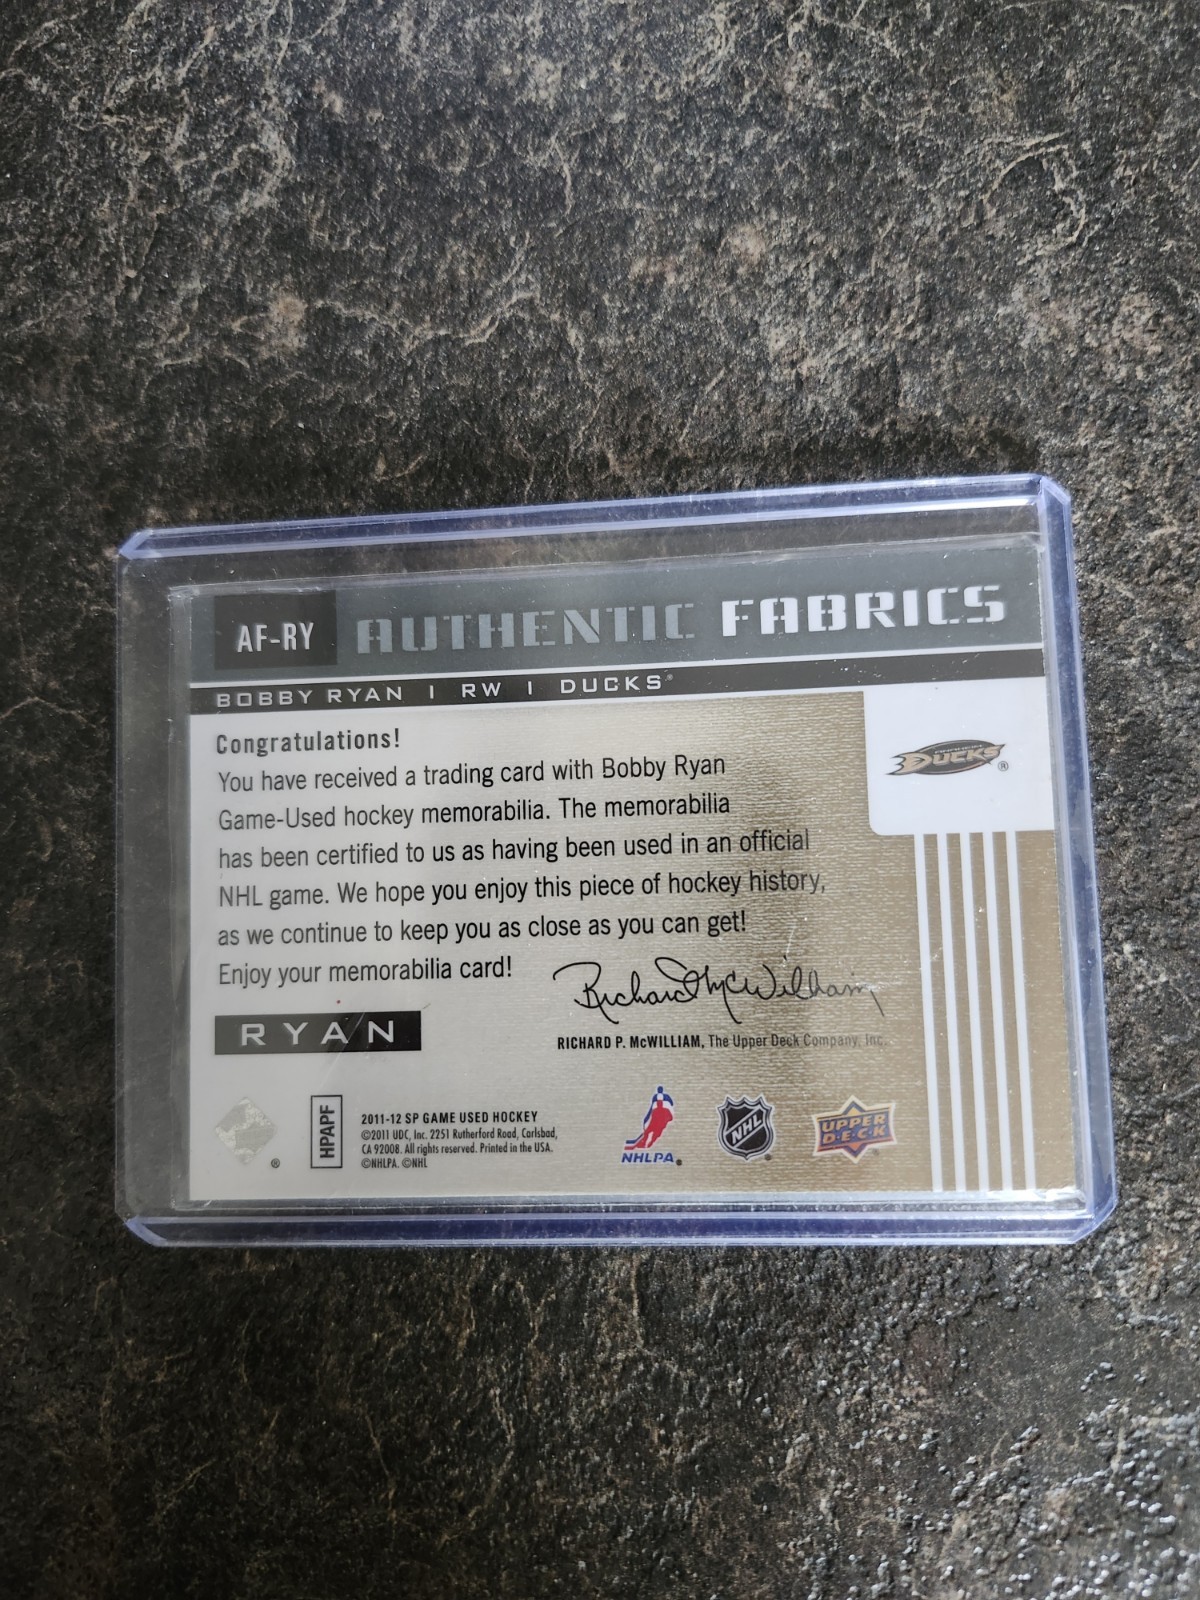 AF-RY AUTHENTIC FABRICS
BOBBY RYAN | RW | DUCKS
Congratulations!
You have received a trading card with Bobby Ryan
Game-Used hockey memorabilia. The memorabilia
has been certified to us as having been used in an official
NHL game. We hope you enjoy this piece of hockey history,
as we continue to keep you as close as you can get!
Enjoy your memorabilia card!
DUCKS ®
Richard McWilliam
RICHARD P. McWILLIAM, The Upper Deck Company, Inc.
RYAN
®
HPAPF
2011-12 SP GAME USED HOCKEY
©2011 UDC, Inc. 2251 Rutherford Road, Carlsbad,
CA 92008. All rights reserved. Printed in the USA.
©NHLPA. ©NHL
NHLPA
NHL
UPPER
DECK